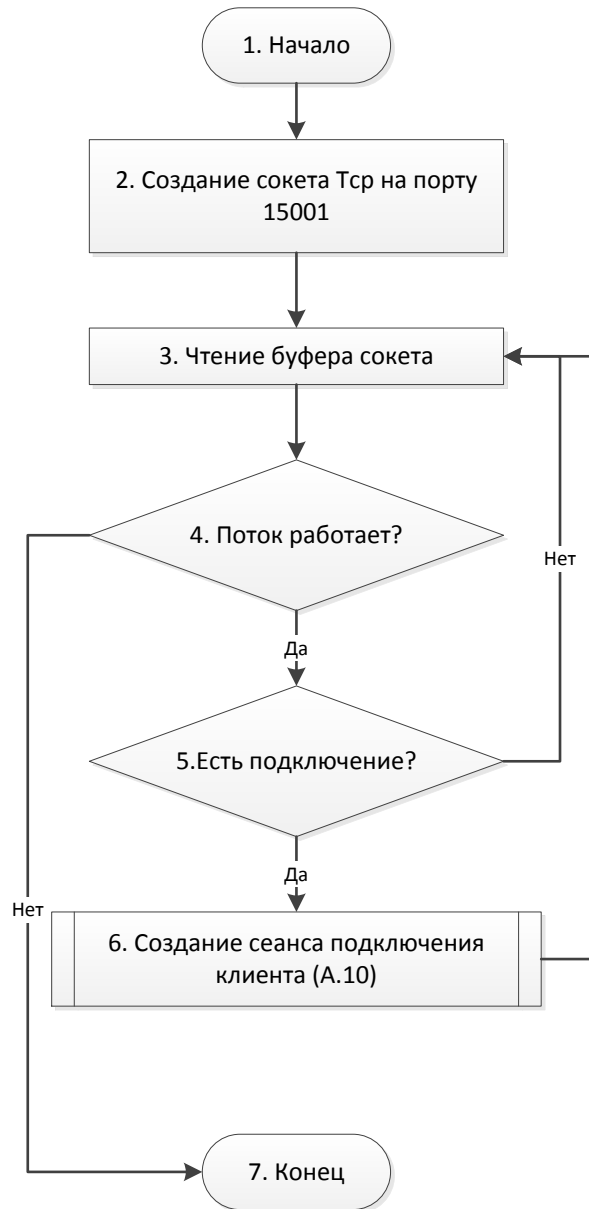 1. Начало
2. Создание сокета Tcp на порту
15001
3. Чтение буфера сокета
4. Поток работает?
Нет
Да
5.Есть подключение?
Да
Нет
6. Создание сеанса подключения
клиента (А.10)
7. Конец